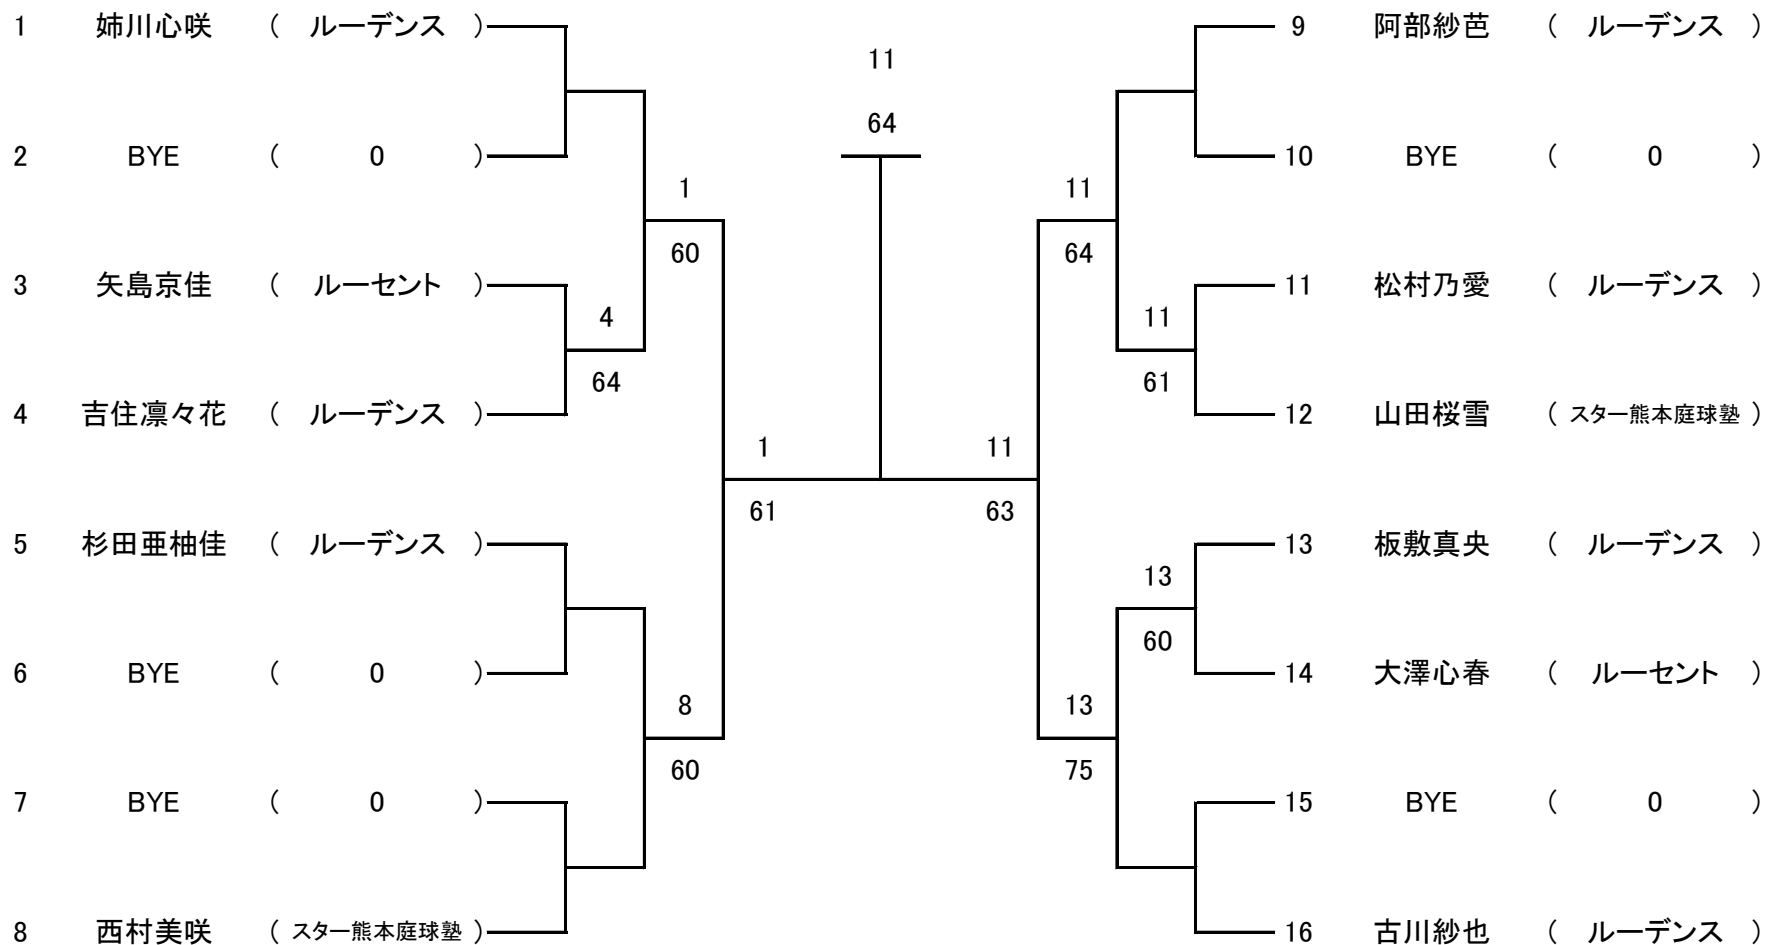 1 姉川心咲 ( ルーデンス ) 9 阿部紗芭 ( ルーデンス )
11
64
2 BYE ( 0 ) 10 BYE ( 0 )
1 11
60 64
3 矢島京佳 ( ルーセント ) 11 松村乃愛 ( ルーデンス )
4 11
64 61
4 吉住凛々花 ( ルーデンス ) 12 山田桜雪 ( スター熊本庭球塾 )
1 11
61 63
5 杉田亜柚佳 ( ルーデンス ) 13 板敷真央 ( ルーデンス )
13
60
6 BYE ( 0 ) 14 大澤心春 ( ルーセント )
8 13
60 75
7 BYE ( 0 ) 15 BYE ( 0 )
8 西村美咲 ( スター熊本庭球塾 ) 16 古川紗也 ( ルーデンス )